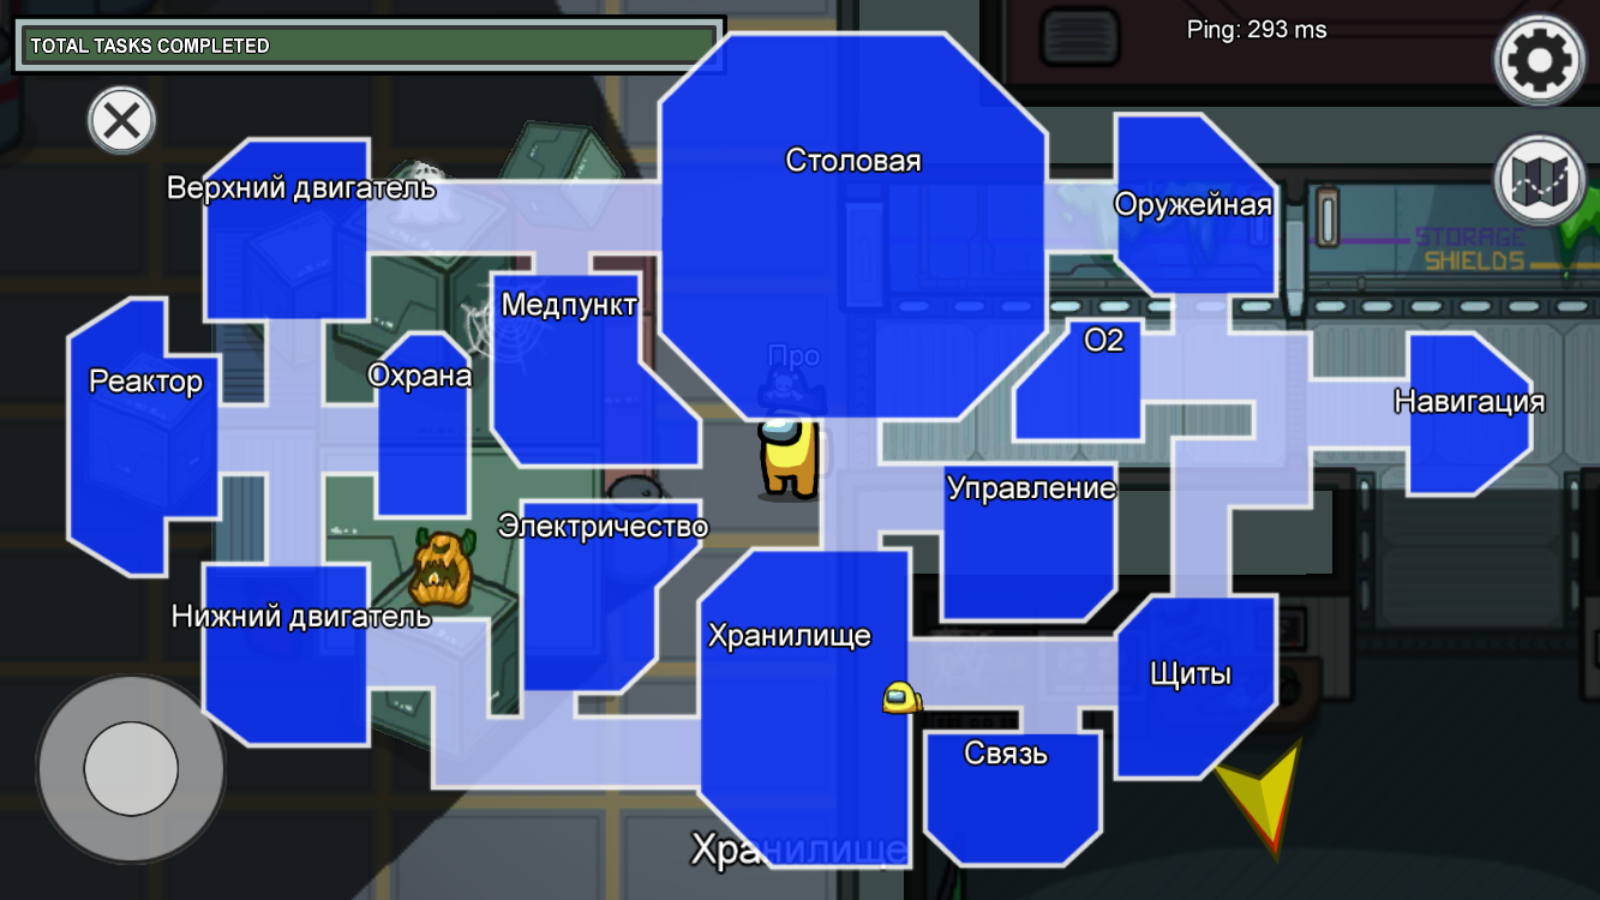 TOTAL TASKS COMPLETED
Ping: 293 ms
Столовая
Верхний двигатель
Оружейная
STORAGE
SHIELDS
Медпункт
O2
Про
Реактор
Охрана
Навигация
Управление
Электричество
Нижний двигатель
Хранилище
Щиты
Связь
Хранилище